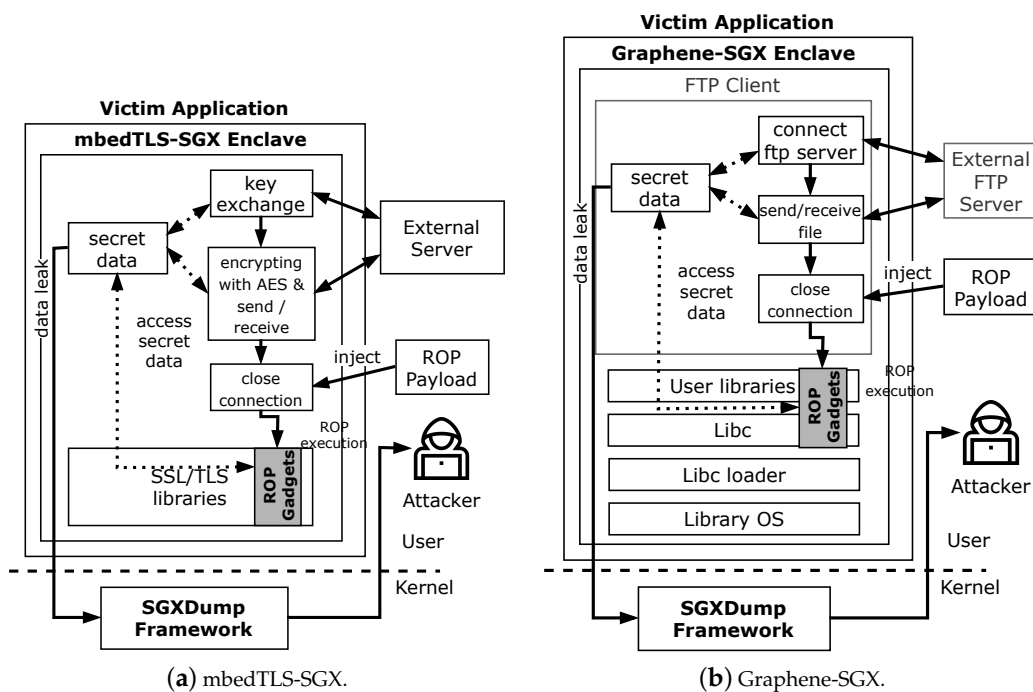 Victim Application
mbedTLS-SGX Enclave
key
exchange
secret
data
External
Server
encrypting
with AES &
send /
receive
data leak
access
secret
data
inject
ROP
Payload
close
connection
ROP
execution
SSL/TLS
libraries
ROP
Gadgets
Attacker
User
Kernel
SGXDump
Framework
(a) mbedTLS-SGX.
Victim Application
Graphene-SGX Enclave
FTP Client
connect
ftp server
secret
data
External
FTP
Server
send/receive
file
data leak
access
secret
data
inject
ROP
Payload
close
connection
ROP
execution
User libraries
ROP
Gadgets
Libc
Libc loader
Library OS
Attacker
User
Kernel
SGXDump
Framework
(b) Graphene-SGX.